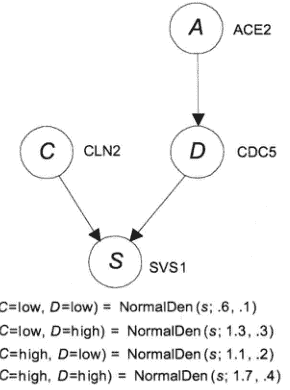 A ACE2
C CLN2
D CDC5
S SVS1
C=low, D=low) = NormalDen(s; .6, .1)
C=low, D=high) = NormalDen(s; 1.3, .3)
C=high, D=low) = NormalDen(s; 1.1, .2)
C=high, D=high) = NormalDen(s; 1.7, .4)